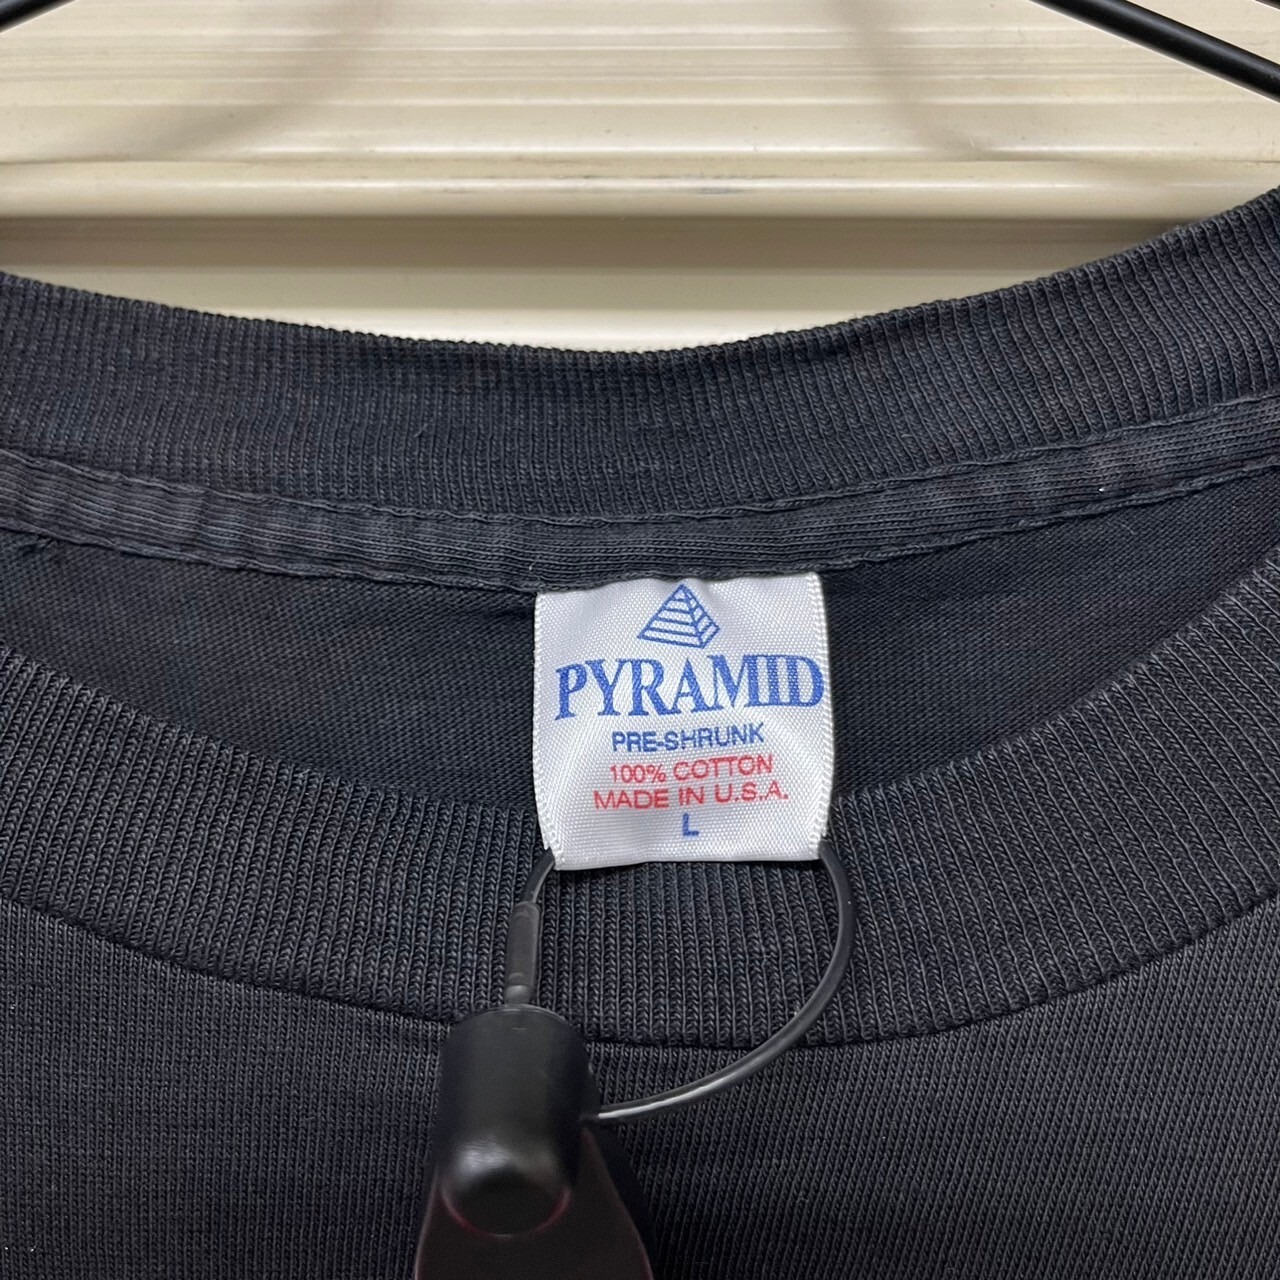 PYRAMID
PRE-SHRUNK
100% COTTON
MADE IN U.S.A.
L